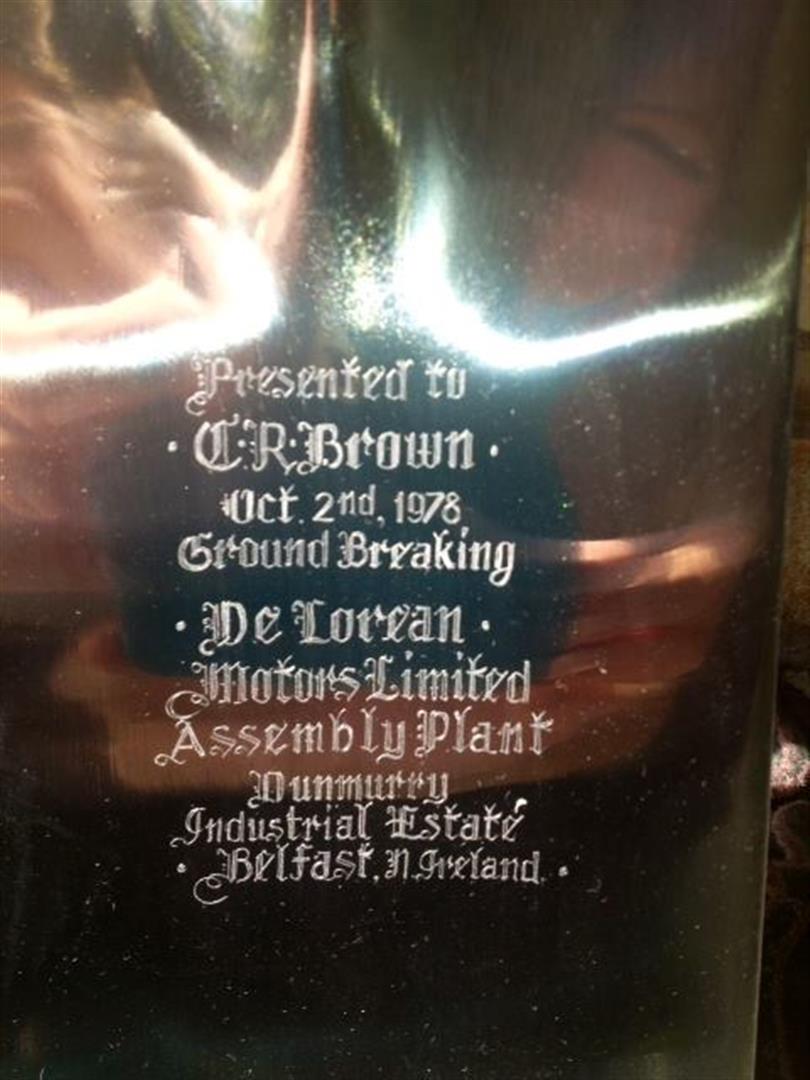 Presented to
· C·R·Brown ·
Oct. 2nd, 1978
Ground Breaking
· De Lorean ·
Motors Limited
Assembly Plant
Dunmurry
Industrial Estate
· Belfast, N. Ireland ·